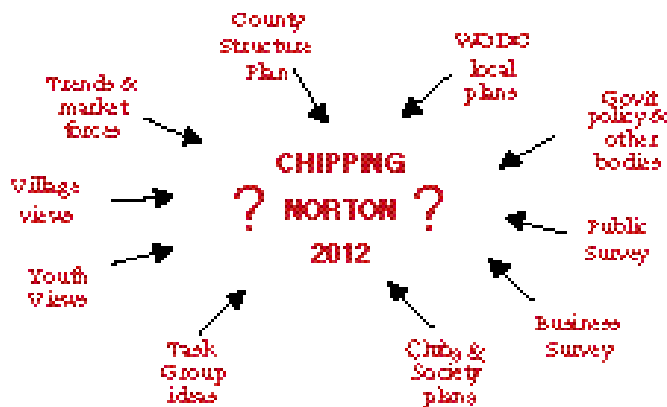 County
Structure
Plan
WODC
local
plans
Trends &
market
forces
Gov't
policy &
other
bodies
CHIPPING
? NORTON ?
2012
Village
views
Public
Survey
Youth
Views
Business
Survey
Task
Group
ideas
Clubs &
Society
plans